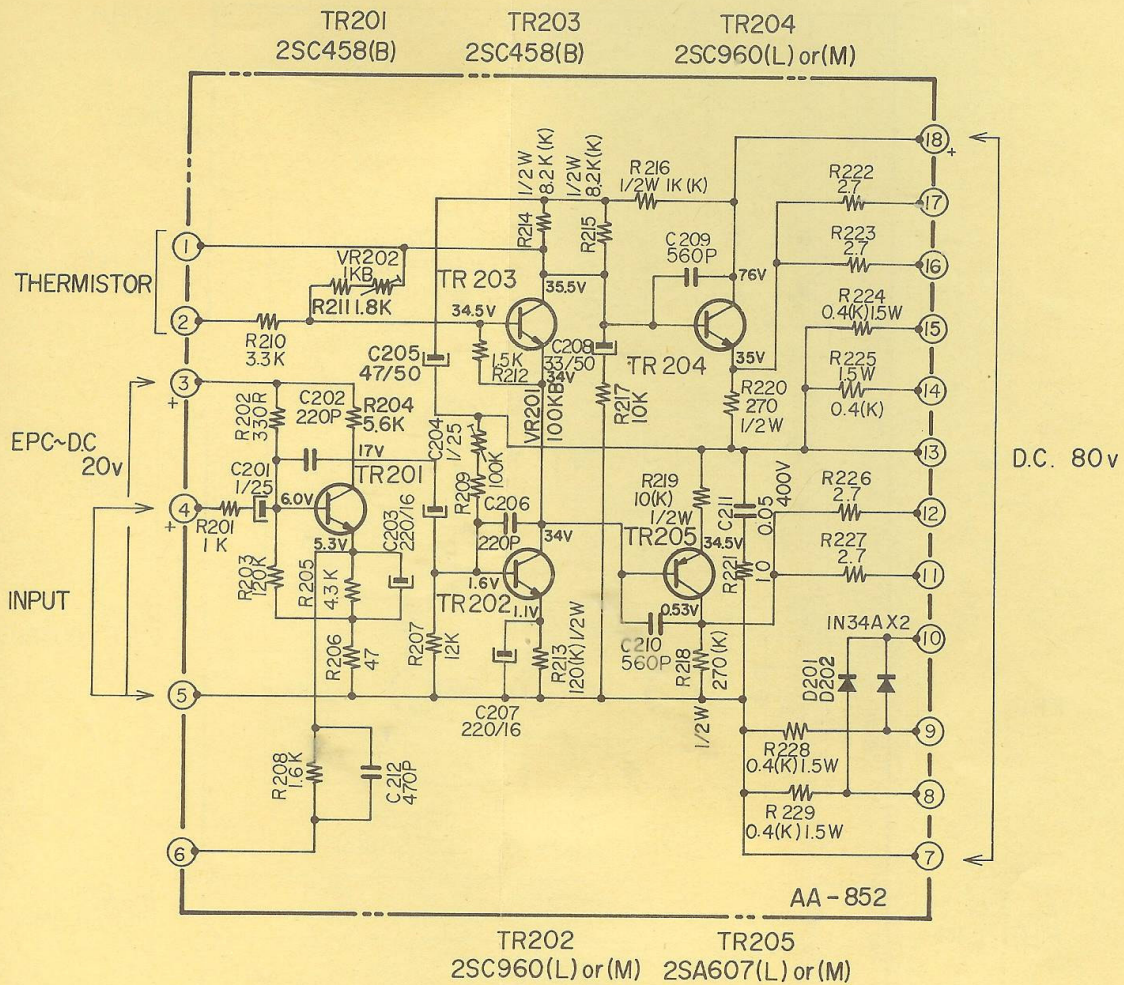 TR201
2SC458(B)
TR203
2SC458(B)
TR204
2SC960(L) or(M)
18
+
1/2W
8.2K(K)
1/2W
8.2K(K)
R216
1/2W 1K(K)
R222
2.7
17
R214
R215
C209
560P
R223
2.7
16
1
VR202
1KB
R211 1.8K
THERMISTOR
TR203
35.5V
76V
R224
0.4(K)1.5W
15
2
R210
3.3K
34.5V
1.5K
R212
C208
33/50
34V
TR204
35V
R225
1.5W
0.4(K)
14
C205
47/50
VR201
100KB
R217
10K
R220
270
1/2W
3
+
R202
330R
C202
220P
R204
5.6K
EPC~D.C
20v
17V
C204
1/25
R209
100K
13
D.C. 80v
C201
1/25
TR201
R219
10(K)
1/2W
C211
0.05
400V
R226
2.7
12
4
+
R201
1K
6.0V
C203
220/16
C206
220P
34V
TR205
34.5V
R227
2.7
5.3V
R203
120K
R205
4.3K
R221
10
11
INPUT
1.6V
TR202
1.1V
0.53V
1N34A X2
10
R206
47
R207
12K
R213
120(K)1/2W
C210
560P
R218
270(K)
1/2W
D201
D202
5
C207
220/16
9
R228
0.4(K)1.5W
R208
1.6K
C212
470P
8
R229
0.4(K)1.5W
6
7
AA-852
TR202
2SC960(L) or(M)
TR205
2SA607(L) or(M)